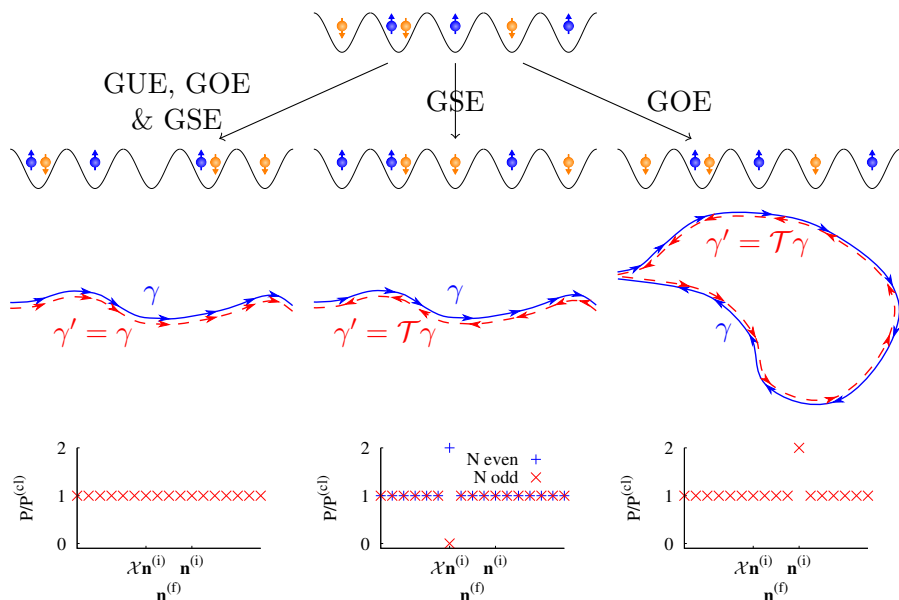 GUE, GOE
& GSE
GSE
GOE
γ
γ′ = γ
γ
γ′ = 𝒯γ
γ′ = 𝒯γ
γ
P/P(cl)
2
1
0
𝒳n(i) n(i)
n(f)
P/P(cl)
2
1
0
N even
N odd
𝒳n(i) n(i)
n(f)
P/P(cl)
2
1
0
𝒳n(i) n(i)
n(f)